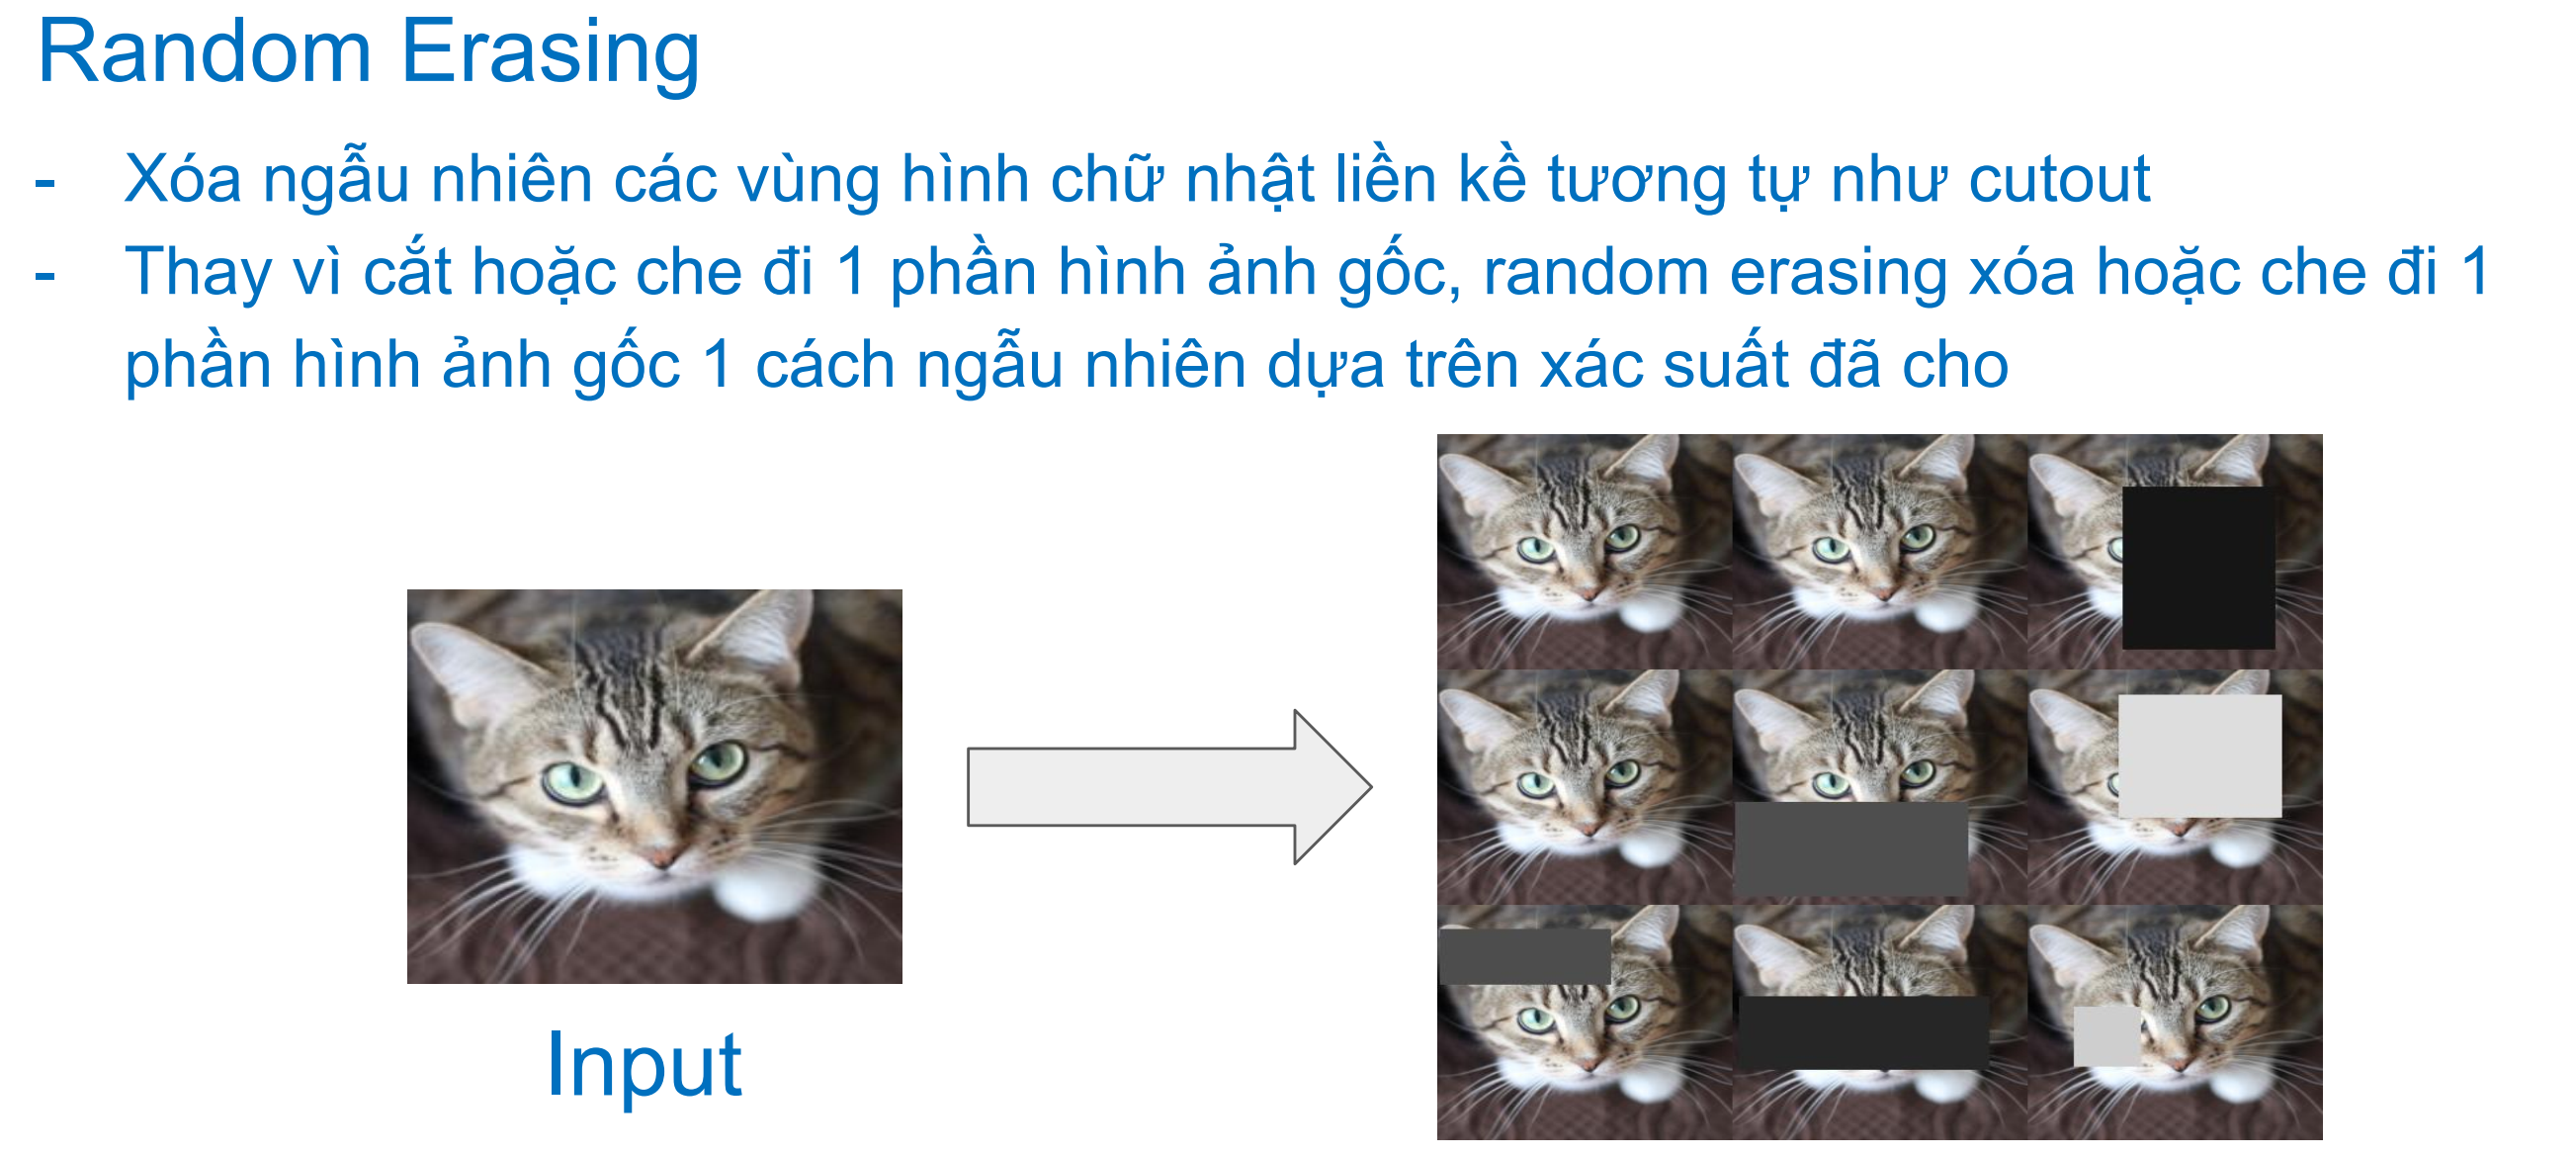 Random Erasing
- Xóa ngẫu nhiên các vùng hình chữ nhật liền kề tương tự như cutout
- Thay vì cắt hoặc che đi 1 phần hình ảnh gốc, random erasing xóa hoặc che đi 1
phần hình ảnh gốc 1 cách ngẫu nhiên dựa trên xác suất đã cho
Input